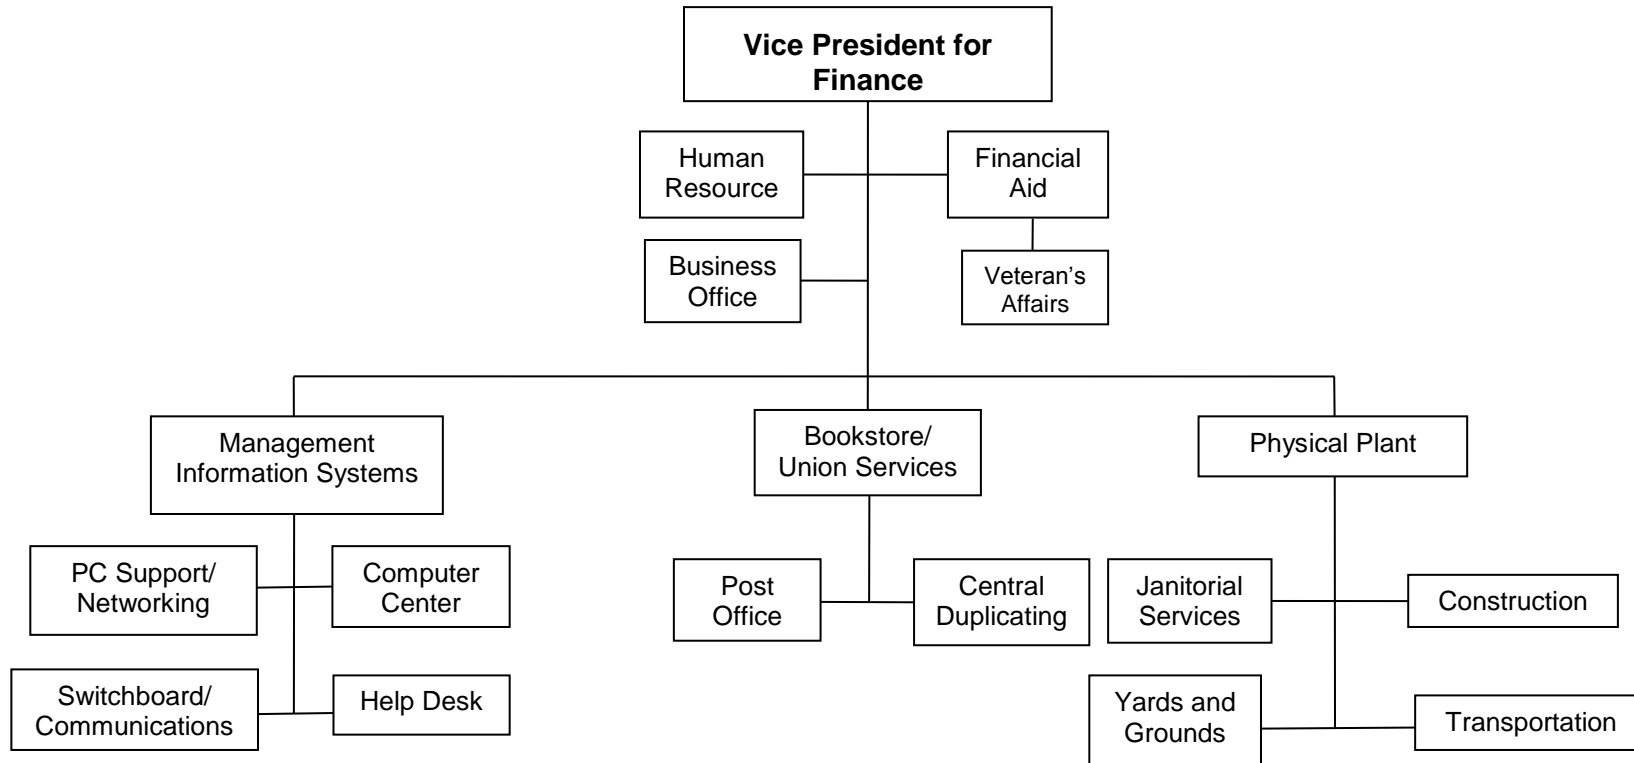 Vice President for
Finance
Human
Resource
Financial
Aid
Business
Office
Veteran’s
Affairs
Management
Information Systems
Bookstore/
Union Services
Physical Plant
PC Support/
Networking
Computer
Center
Post
Office
Central
Duplicating
Janitorial
Services
Construction
Switchboard/
Communications
Help Desk
Yards and
Grounds
Transportation